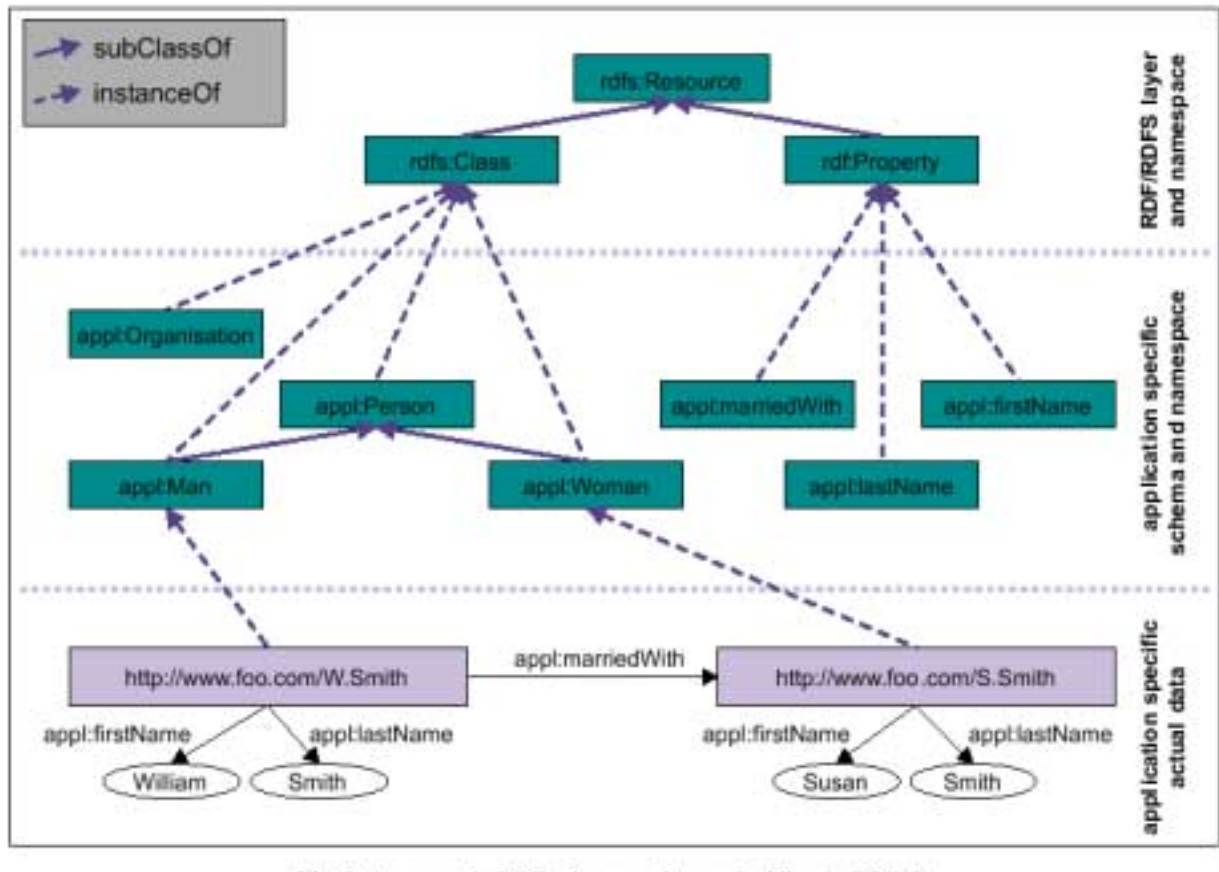 subClassOf
instanceOf
rdfs:Resource
rdfs:Class
rdf:Property
RDF/RDFS layer
and namespace
appl:Organisation
appl:Person
appl:marriedWith
appl:firstName
appl:Man
appl:Woman
appl:lastName
application specific
schema and namespace
http://www.foo.com/W.Smith
appl:marriedWith
http://www.foo.com/S.Smith
appl:firstName
appl:lastName
appl:firstName
appl:lastName
William
Smith
Susan
Smith
application specific
actual data